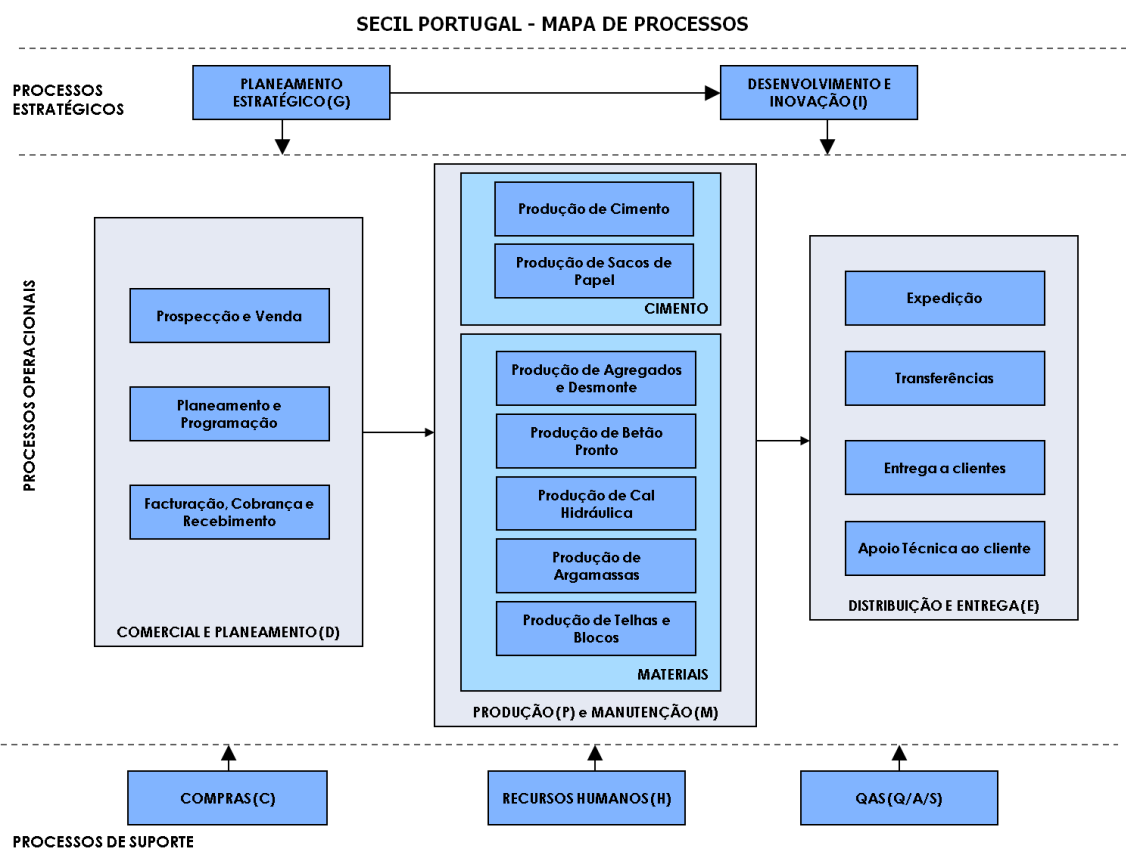 SECIL PORTUGAL - MAPA DE PROCESSOS
PROCESSOS
ESTRATÉGICOS
PLANEAMENTO
ESTRATÉGICO(G)
DESENVOLVIMENTO E
INOVAÇÃO(I)
PROCESSOS OPERACIONAIS
Prospecção e Venda
Planeamento e
Programação
Facturação, Cobrança e
Recebimento
COMERCIAL E PLANEAMENTO(D)
Produção de Cimento
Produção de Sacos de
Papel
CIMENTO
Produção de Agregados
e Desmonte
Produção de Betão
Pronto
Produção de Cal
Hidráulica
Produção de
Argamassas
Produção de Telhas e
Blocos
MATERIAIS
PRODUÇÃO(P) e MANUTENÇÃO(M)
Expedição
Transferências
Entrega a clientes
Apoio Técnica ao cliente
DISTRIBUIÇÃO E ENTREGA(E)
COMPRAS(C)
RECURSOS HUMANOS(H)
QAS(Q/A/S)
PROCESSOS DE SUPORTE